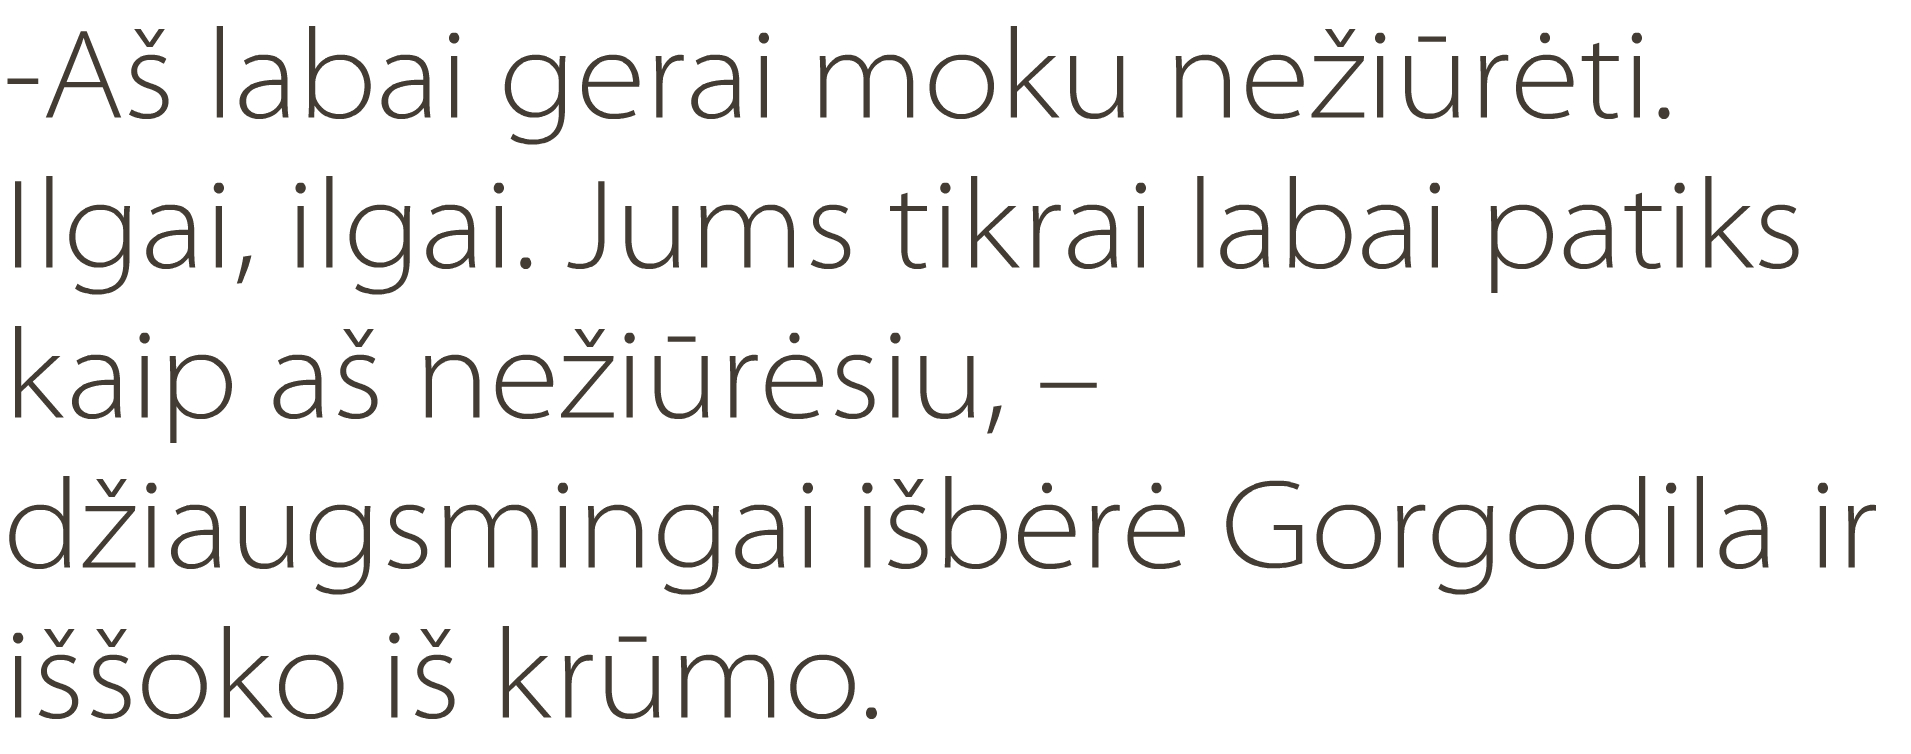 -Aš labai gerai moku nežiūrėti.
Ilgai, ilgai. Jums tikrai labai patiks
kaip aš nežiūrėsiu, –
džiaugsmingai išbėrė Gorgodila ir
iššoko iš krūmo.